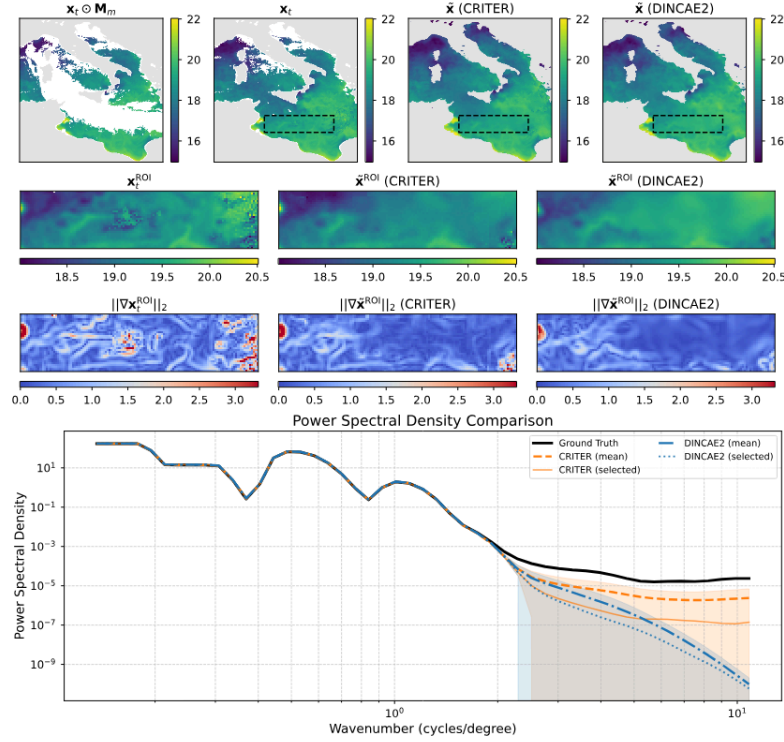 x_t ⊙ M_m
x_t
x̃ (CRITER)
x̃ (DINCAE2)
22
20
18
16
22
20
18
16
22
20
18
16
22
20
18
16
x_t^ROI
x̃^ROI (CRITER)
x̃^ROI (DINCAE2)
18.5 19.0 19.5 20.0 20.5
18.5 19.0 19.5 20.0 20.5
18.5 19.0 19.5 20.0 20.5
||∇x_t^ROI||_2
||∇x̃^ROI||_2 (CRITER)
||∇x̃^ROI||_2 (DINCAE2)
0.0 0.5 1.0 1.5 2.0 2.5 3.0
0.0 0.5 1.0 1.5 2.0 2.5 3.0
0.0 0.5 1.0 1.5 2.0 2.5 3.0
Power Spectral Density Comparison
Ground Truth
CRITER (mean)
CRITER (selected)
DINCAE2 (mean)
DINCAE2 (selected)
Power Spectral Density
10^1
10^-1
10^-3
10^-5
10^-7
10^-9
10^0
10^1
Wavenumber (cycles/degree)